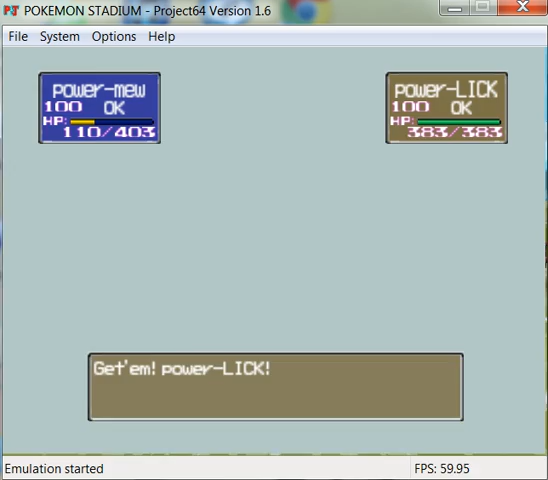 POKEMON STADIUM - Project64 Version 1.6
File System Options Help
power-mew
100 OK
HP:
110/403
power-LICK
100 OK
HP:
383/383
Get'em! power-LICK!
Emulation started
FPS: 59.95